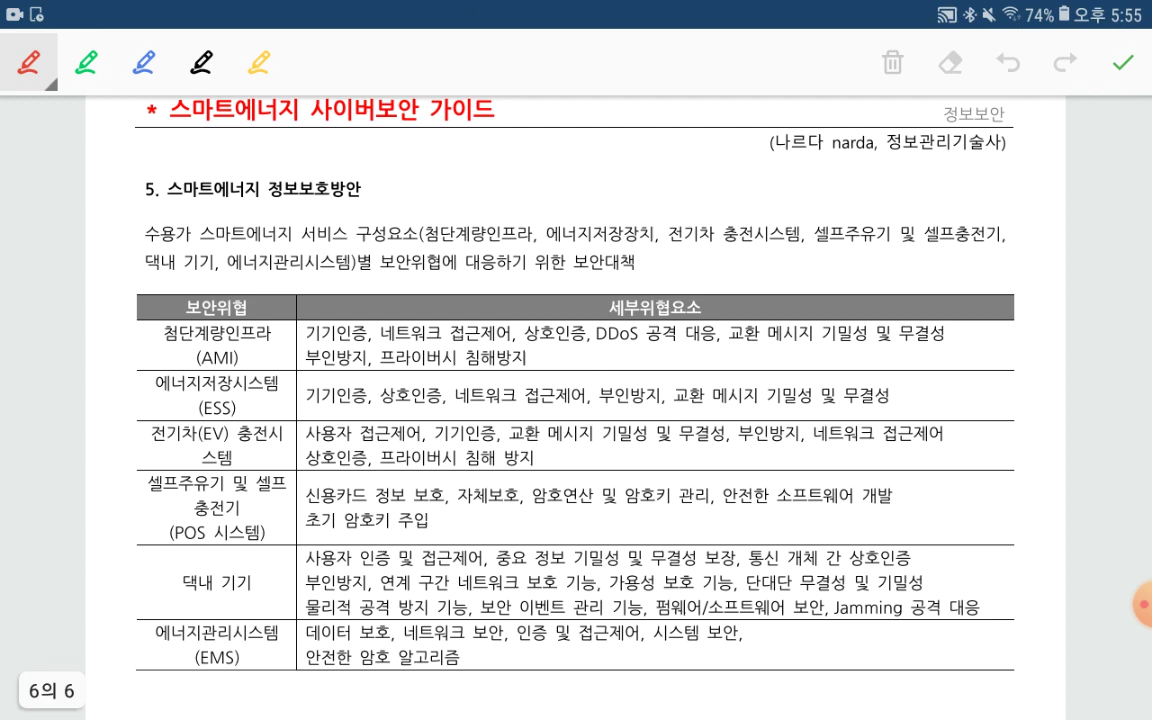 74% 오후 5:55
* 스마트에너지 사이버보안 가이드
정보보안
(나르다 narda, 정보관리기술사)
5. 스마트에너지 정보보호방안
수용가 스마트에너지 서비스 구성요소(첨단계량인프라, 에너지저장장치, 전기차 충전시스템, 셀프주유기 및 셀프충전기,
댁내 기기, 에너지관리시스템)별 보안위협에 대응하기 위한 보안대책
보안위협 세부위협요소
첨단계량인프라
(AMI)
기기인증, 네트워크 접근제어, 상호인증, DDoS 공격 대응, 교환 메시지 기밀성 및 무결성
부인방지, 프라이버시 침해방지
에너지저장시스템
(ESS)
기기인증, 상호인증, 네트워크 접근제어, 부인방지, 교환 메시지 기밀성 및 무결성
전기차(EV) 충전시
스템
사용자 접근제어, 기기인증, 교환 메시지 기밀성 및 무결성, 부인방지, 네트워크 접근제어
상호인증, 프라이버시 침해 방지
셀프주유기 및 셀프
충전기
(POS 시스템)
신용카드 정보 보호, 자체보호, 암호연산 및 암호키 관리, 안전한 소프트웨어 개발
초기 암호키 주입
댁내 기기
사용자 인증 및 접근제어, 중요 정보 기밀성 및 무결성 보장, 통신 개체 간 상호인증
부인방지, 연계 구간 네트워크 보호 기능, 가용성 보호 기능, 단대단 무결성 및 기밀성
물리적 공격 방지 기능, 보안 이벤트 관리 기능, 펌웨어/소프트웨어 보안, Jamming 공격 대응
에너지관리시스템
(EMS)
데이터 보호, 네트워크 보안, 인증 및 접근제어, 시스템 보안,
안전한 암호 알고리즘
6의 6